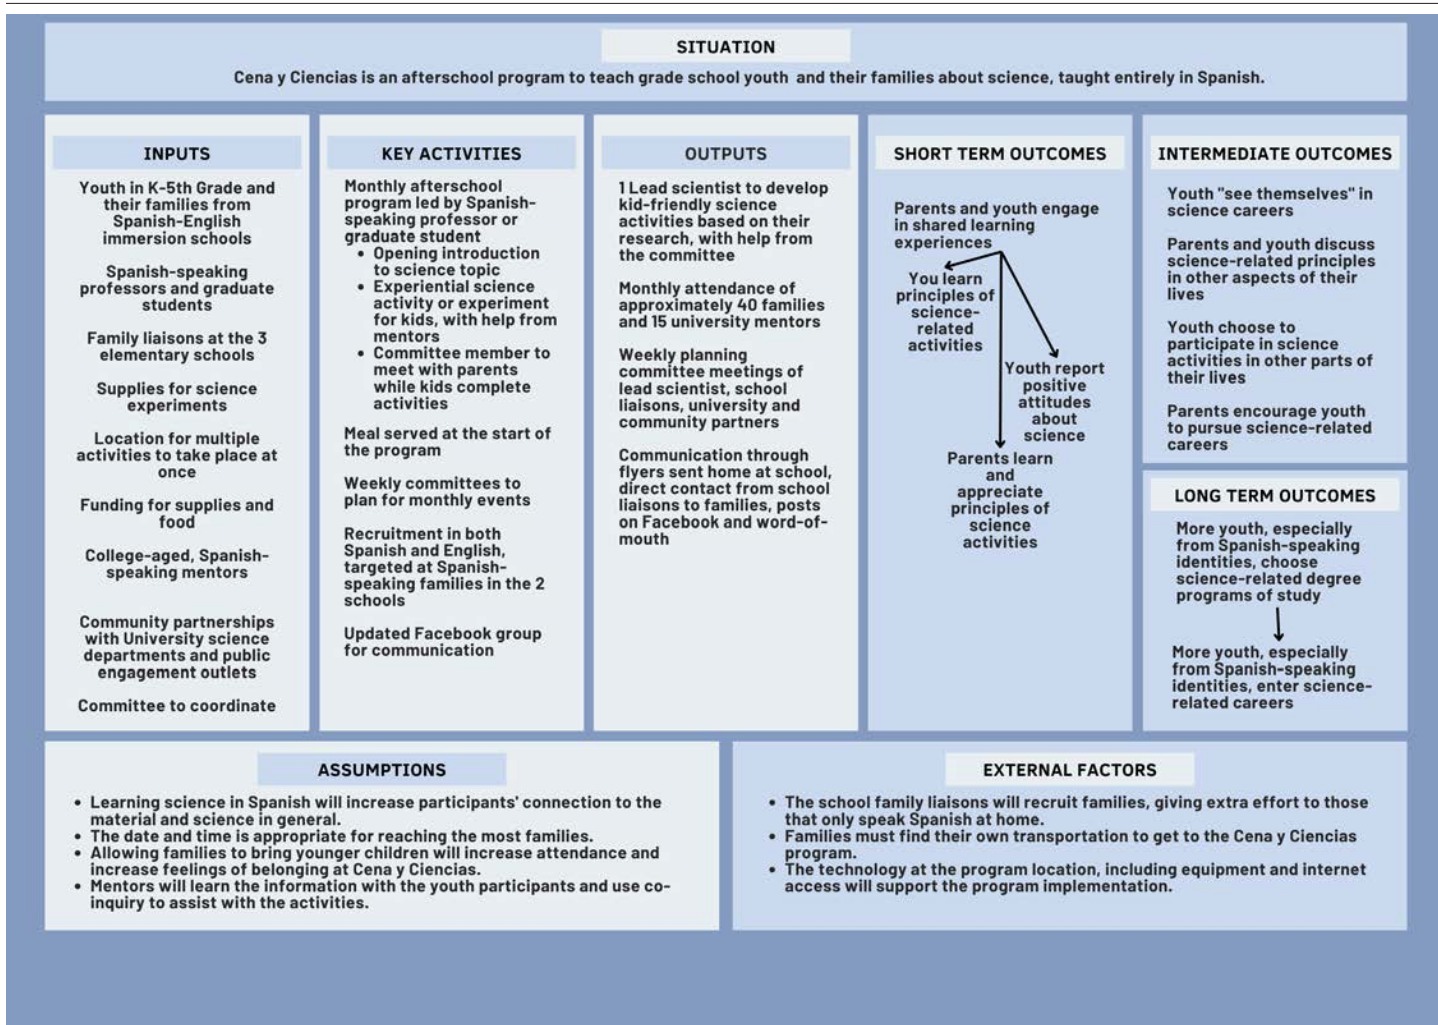 SITUATION
Cena y Ciencias is an afterschool program to teach grade school youth and their families about science, taught entirely in Spanish.
INPUTS
Youth in K-5th Grade and
their families from
Spanish-English
immersion schools
Spanish-speaking
professors and graduate
students
Family liaisons at the 3
elementary schools
Supplies for science
experiments
Location for multiple
activities to take place at
once
Funding for supplies and
food
College-aged, Spanish-
speaking mentors
Community partnerships
with University science
departments and public
engagement outlets
Committee to coordinate
KEY ACTIVITIES
Monthly afterschool
program led by Spanish-
speaking professor or
graduate student
• Opening introduction
to science topic
• Experiential science
activity or experiment
for kids, with help from
mentors
• Committee member to
meet with parents
while kids complete
activities
Meal served at the start of
the program
Weekly committees to
plan for monthly events
Recruitment in both
Spanish and English,
targeted at Spanish-
speaking families in the 2
schools
Updated Facebook group
for communication
OUTPUTS
1 Lead scientist to develop
kid-friendly science
activities based on their
research, with help from
the committee
Monthly attendance of
approximately 40 families
and 15 university mentors
Weekly planning
committee meetings of
lead scientist, school
liaisons, university and
community partners
Communication through
flyers sent home at school,
direct contact from school
liaisons to families, posts
on Facebook and word-of-
mouth
SHORT TERM OUTCOMES
Parents and youth engage
in shared learning
experiences
You learn
principles of
science-
related
activities
Youth report
positive
attitudes
about
science
Parents learn
and
appreciate
principles of
science
activities
INTERMEDIATE OUTCOMES
Youth "see themselves" in
science careers
Parents and youth discuss
science-related principles
in other aspects of their
lives
Youth choose to
participate in science
activities in other parts of
their lives
Parents encourage youth
to pursue science-related
careers
LONG TERM OUTCOMES
More youth, especially
from Spanish-speaking
identities, choose
science-related degree
programs of study
More youth, especially
from Spanish-speaking
identities, enter science-
related careers
ASSUMPTIONS
• Learning science in Spanish will increase participants' connection to the
material and science in general.
• The date and time is appropriate for reaching the most families.
• Allowing families to bring younger children will increase attendance and
increase feelings of belonging at Cena y Ciencias.
• Mentors will learn the information with the youth participants and use co-
inquiry to assist with the activities.
EXTERNAL FACTORS
• The school family liaisons will recruit families, giving extra effort to those
that only speak Spanish at home.
• Families must find their own transportation to get to the Cena y Ciencias
program.
• The technology at the program location, including equipment and internet
access will support the program implementation.